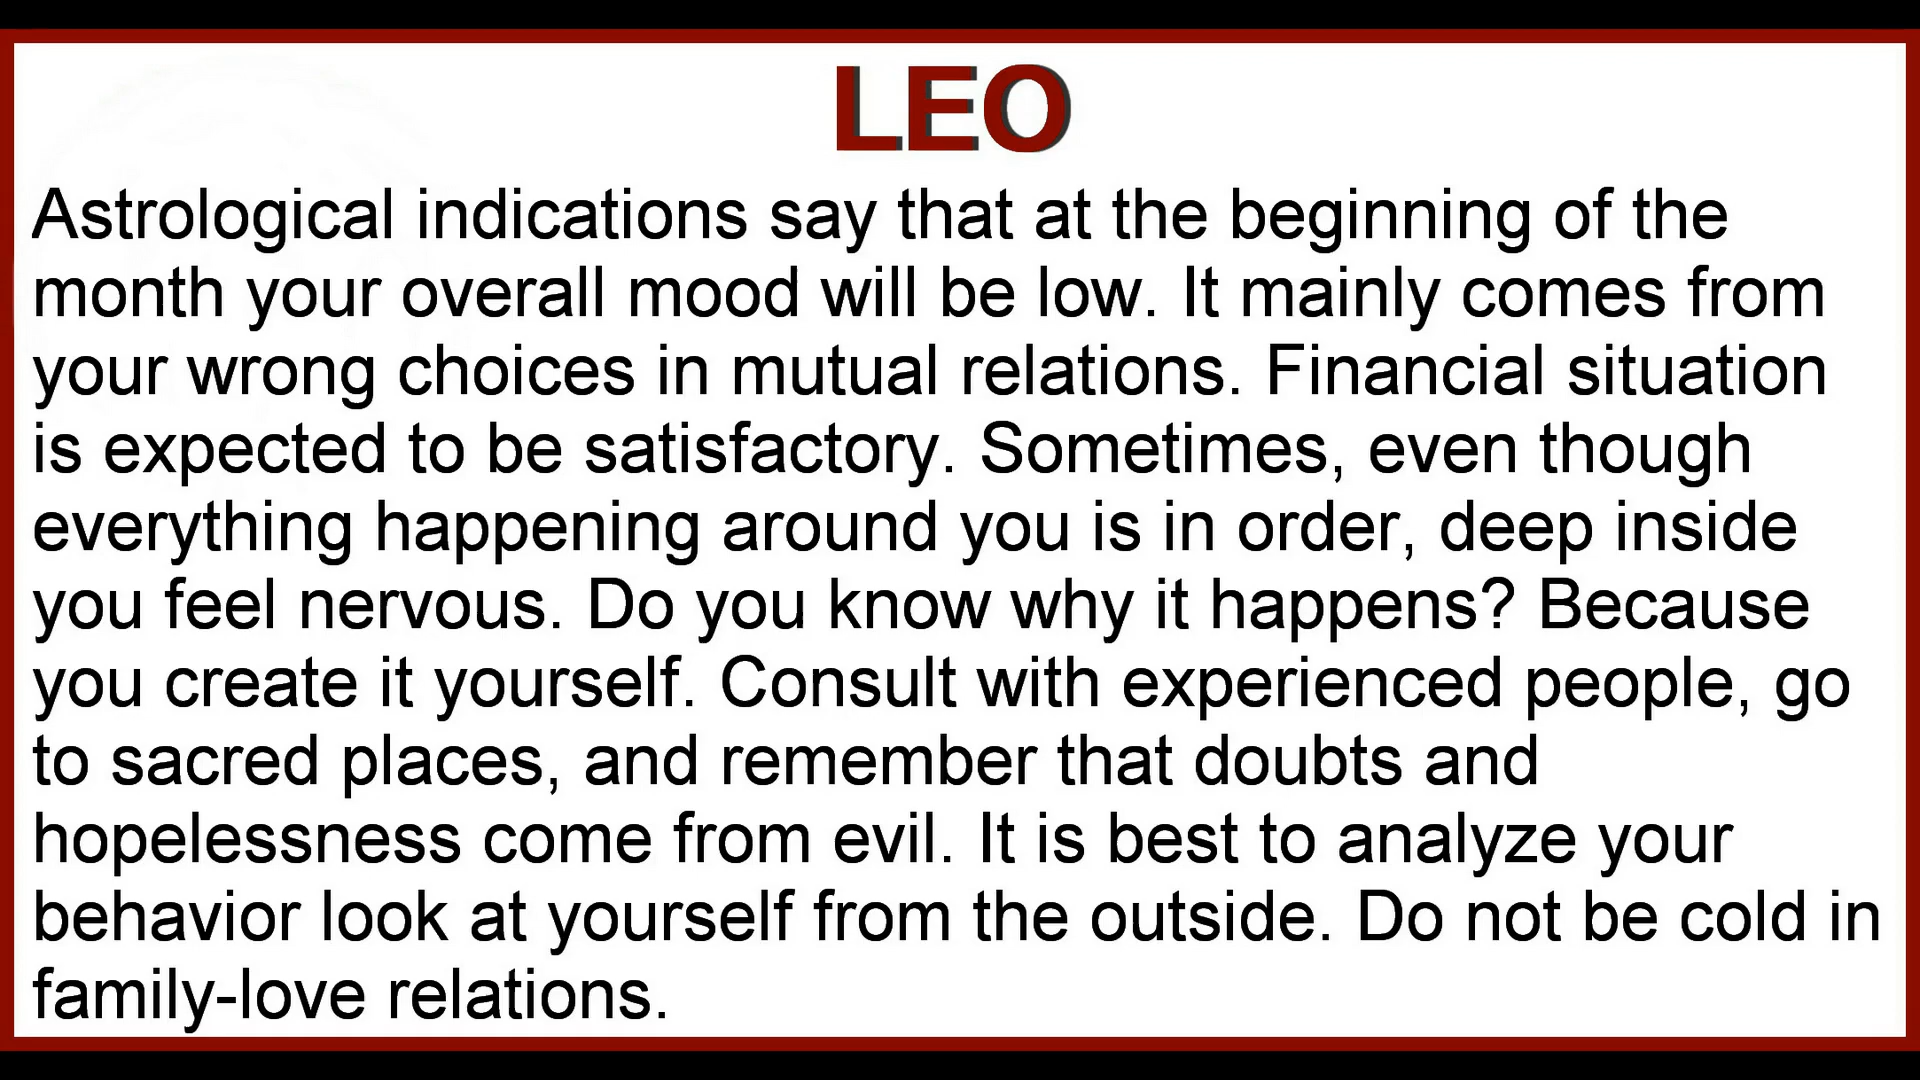 LEO
Astrological indications say that at the beginning of the
month your overall mood will be low. It mainly comes from
your wrong choices in mutual relations. Financial situation
is expected to be satisfactory. Sometimes, even though
everything happening around you is in order, deep inside
you feel nervous. Do you know why it happens? Because
you create it yourself. Consult with experienced people, go
to sacred places, and remember that doubts and
hopelessness come from evil. It is best to analyze your
behavior look at yourself from the outside. Do not be cold in
family-love relations.